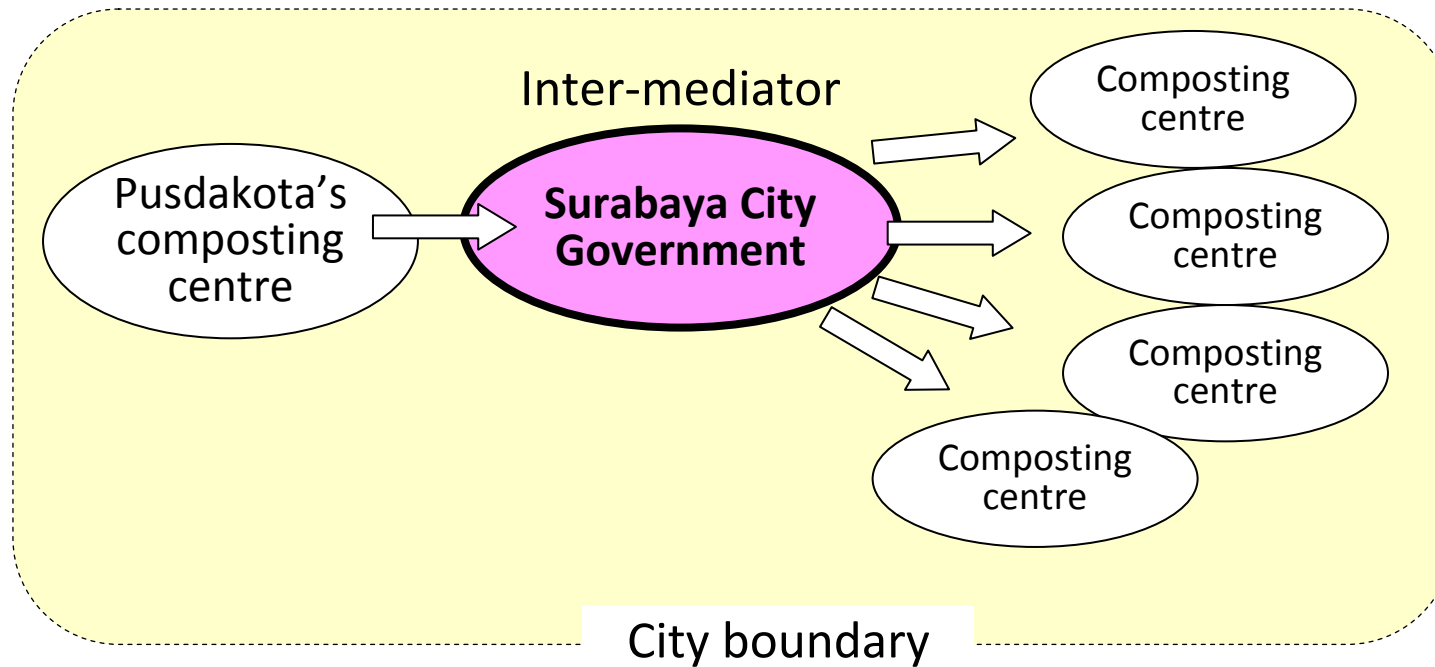 Inter-mediator
Pusdakota’s
composting
centre
Surabaya City
Government
Composting
centre
Composting
centre
Composting
centre
Composting
centre
City boundary